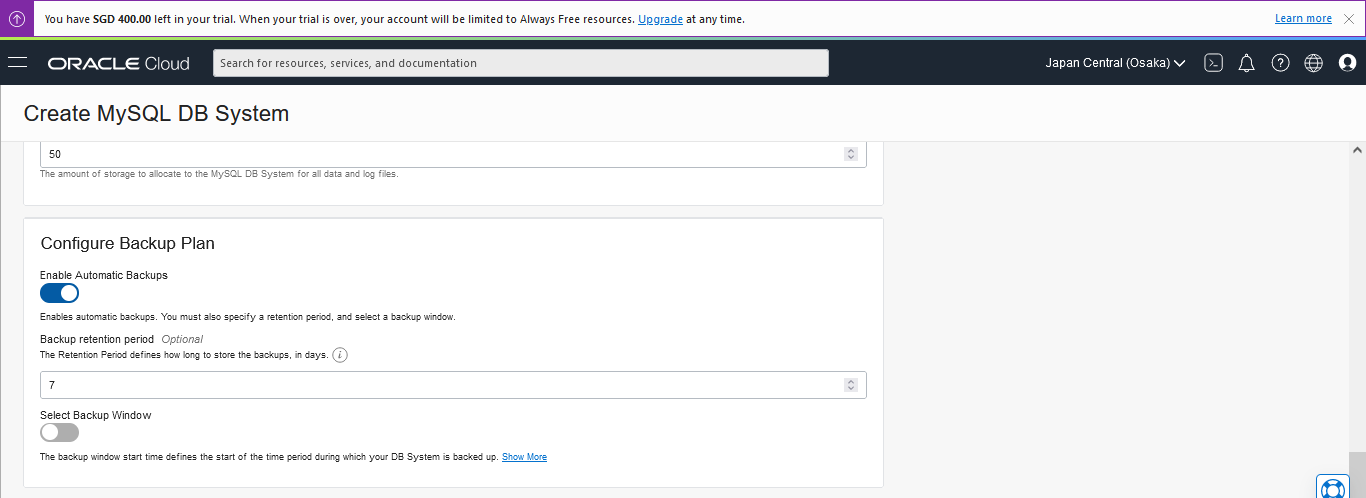 You have SGD 400.00 left in your trial. When your trial is over, your account will be limited to Always Free resources. Upgrade at any time.
Learn more
ORACLE Cloud
Search for resources, services, and documentation
Japan Central (Osaka)
Create MySQL DB System
50
The amount of storage to allocate to the MySQL DB System for all data and log files.
Configure Backup Plan
Enable Automatic Backups
Enables automatic backups. You must also specify a retention period, and select a backup window.
Backup retention period Optional
The Retention Period defines how long to store the backups, in days.
7
Select Backup Window
The backup window start time defines the start of the time period during which your DB System is backed up. Show More